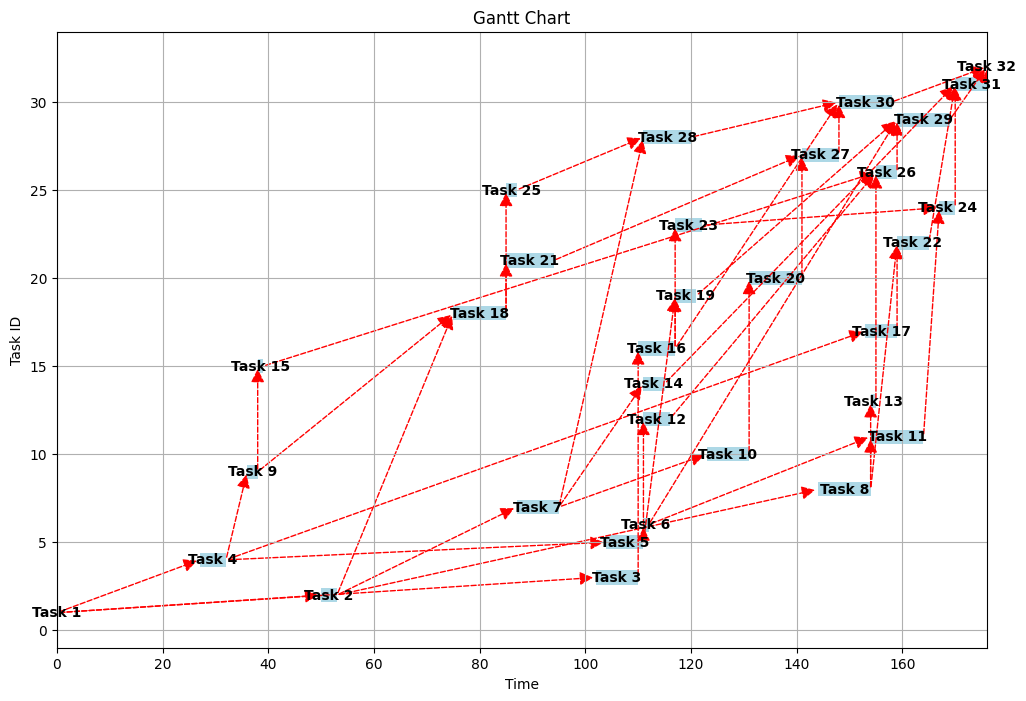 Gantt Chart
Task 32
Task 31
Task 30
Task 29
Task 28
Task 27
Task 26
Task 25
Task 24
Task 23
Task 22
Task 21
Task 20
Task 19
Task 18
Task 17
Task 16
Task 15
Task 14
Task 13
Task 12
Task 11
Task 10
Task 9
Task 8
Task 7
Task 6
Task 5
Task 4
Task 3
Task 2
Task 1
30
25
20
15
10
5
0
Task ID
0 20 40 60 80 100 120 140 160
Time